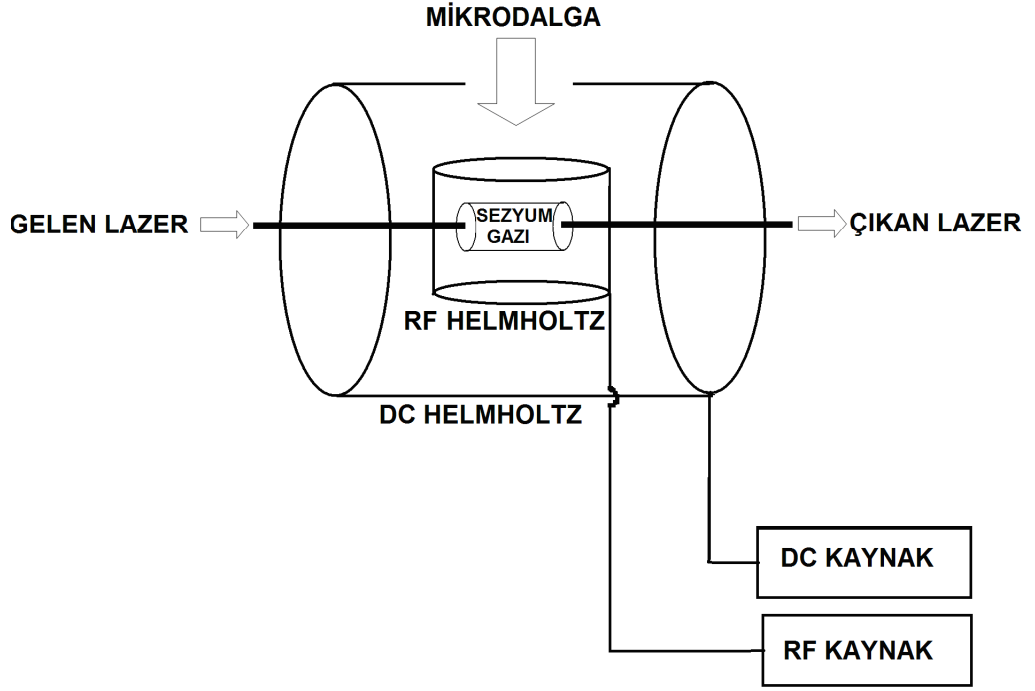 MİKRODALGA
GELEN LAZER
SEZYUM
GAZI
ÇIKAN LAZER
RF HELMHOLTZ
DC HELMHOLTZ
DC KAYNAK
RF KAYNAK